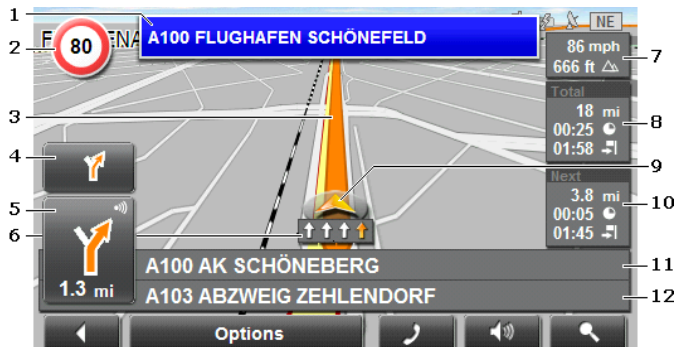 1
A100 FLUGHAFEN SCHÖNEFELD
NE
2
80
86 mph
7
666 ft
Total
18 mi
3
00:25
8
01:58
4
9
Next
5
3.8 mi
00:05
10
6
01:45
A100 AK SCHÖNEBERG
11
1.3 mi
A103 ABZWEIG ZEHLENDORF
12
Options